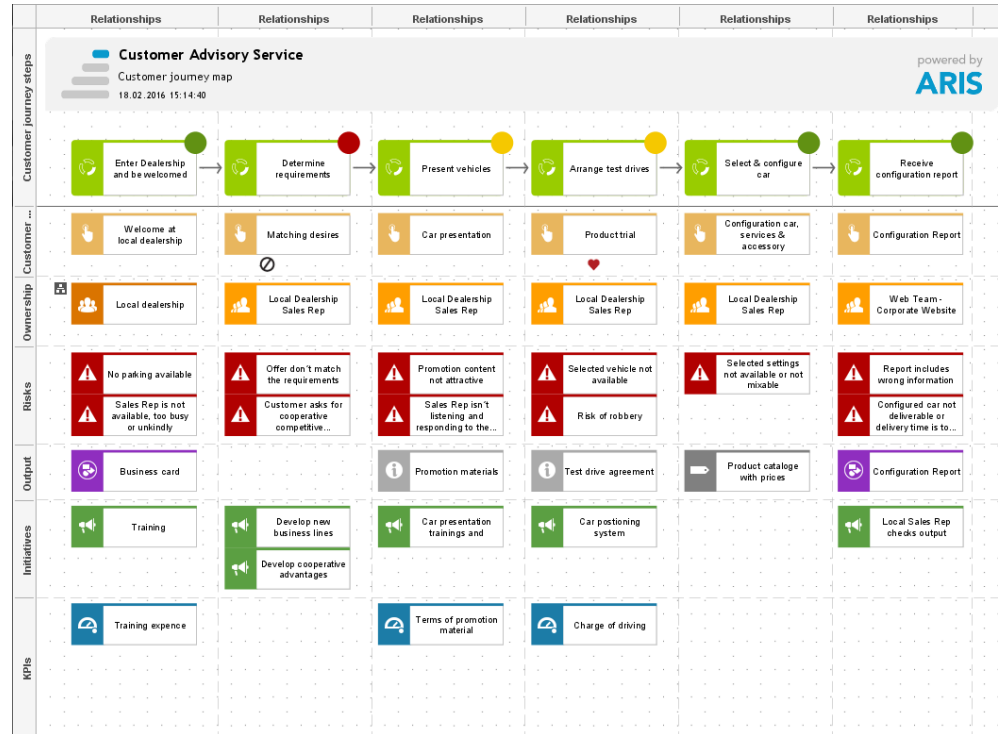 Relationships Relationships Relationships Relationships Relationships Relationships
Customer journey steps
Customer Advisory Service
Customer journey map
18.02.2016 15:14:40
powered by
ARIS
Enter Dealership
and be welcomed
Determine
requirements
Present vehicles
Arrange test drives
Select & configure
car
Receive
configuration report
Customer ...
Welcome at
local dealership
Matching desires
Car presentation
Product trial
Configuration car,
services &
accessory
Configuration Report
Ownership
Local dealership
Local Dealership
Sales Rep
Local Dealership
Sales Rep
Local Dealership
Sales Rep
Local Dealership
Sales Rep
Web Team -
Corporate Website
Risks
No parking available
Offer don't match
the requirements
Promotion content
not attractive
Selected vehicle not
available
Selected settings
not available or not
mixable
Report includes
wrong information
Sales Rep is not
available, too busy
or unkindly
Customer asks for
cooperative
competitive...
Sales Rep isn't
listening and
responding to the...
Risk of robbery
Configured car not
deliverable or
delivery time is to...
Output
Business card
Promotion materials
Test drive agreement
Product cataloge
with prices
Configuration Report
Initiatives
Training
Develop new
business lines
Car presentation
trainings and
Car postioning
system
Local Sales Rep
checks output
Develop cooperative
advantages
KPIs
Training expence
Terms of promotion
material
Charge of driving